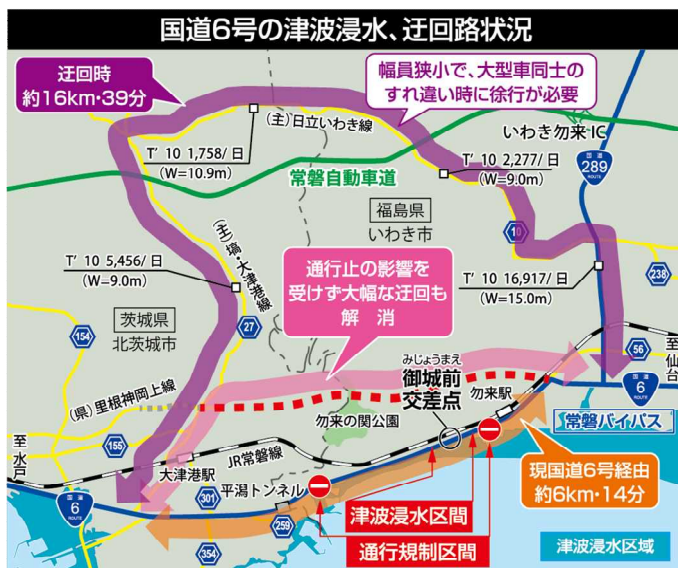 国道6号の津波浸水、迂回路状況
迂回時
約16km・39分
幅員狭小で、大型車同士の
すれ違い時に徐行が必要
(主)日立いわき線
いわき勿来IC
T' 10 1,758/日
(W=10.9m)
T' 10 2,277/日
(W=9.0m)
国道
289
ROUTE
常磐自動車道
福島県
いわき市
10
(主)塙・大津港線
T' 10 5,456/日
(W=9.0m)
通行止の影響を
受けず大幅な迂回も
解消
T' 10 16,917/日
(W=15.0m)
238
茨城県
北茨城市
154
27
56
至仙台
みじょうまえ
御城前
交差点
勿来駅
国道
6
ROUTE
(県)里根神岡上線
勿来の関公園
常磐バイパス
155
至水戸
JR常磐線
大津港駅
現国道6号経由
約6km・14分
国道
6
ROUTE
301
平潟トンネル
259
354
津波浸水区間
通行規制区間
津波浸水区域